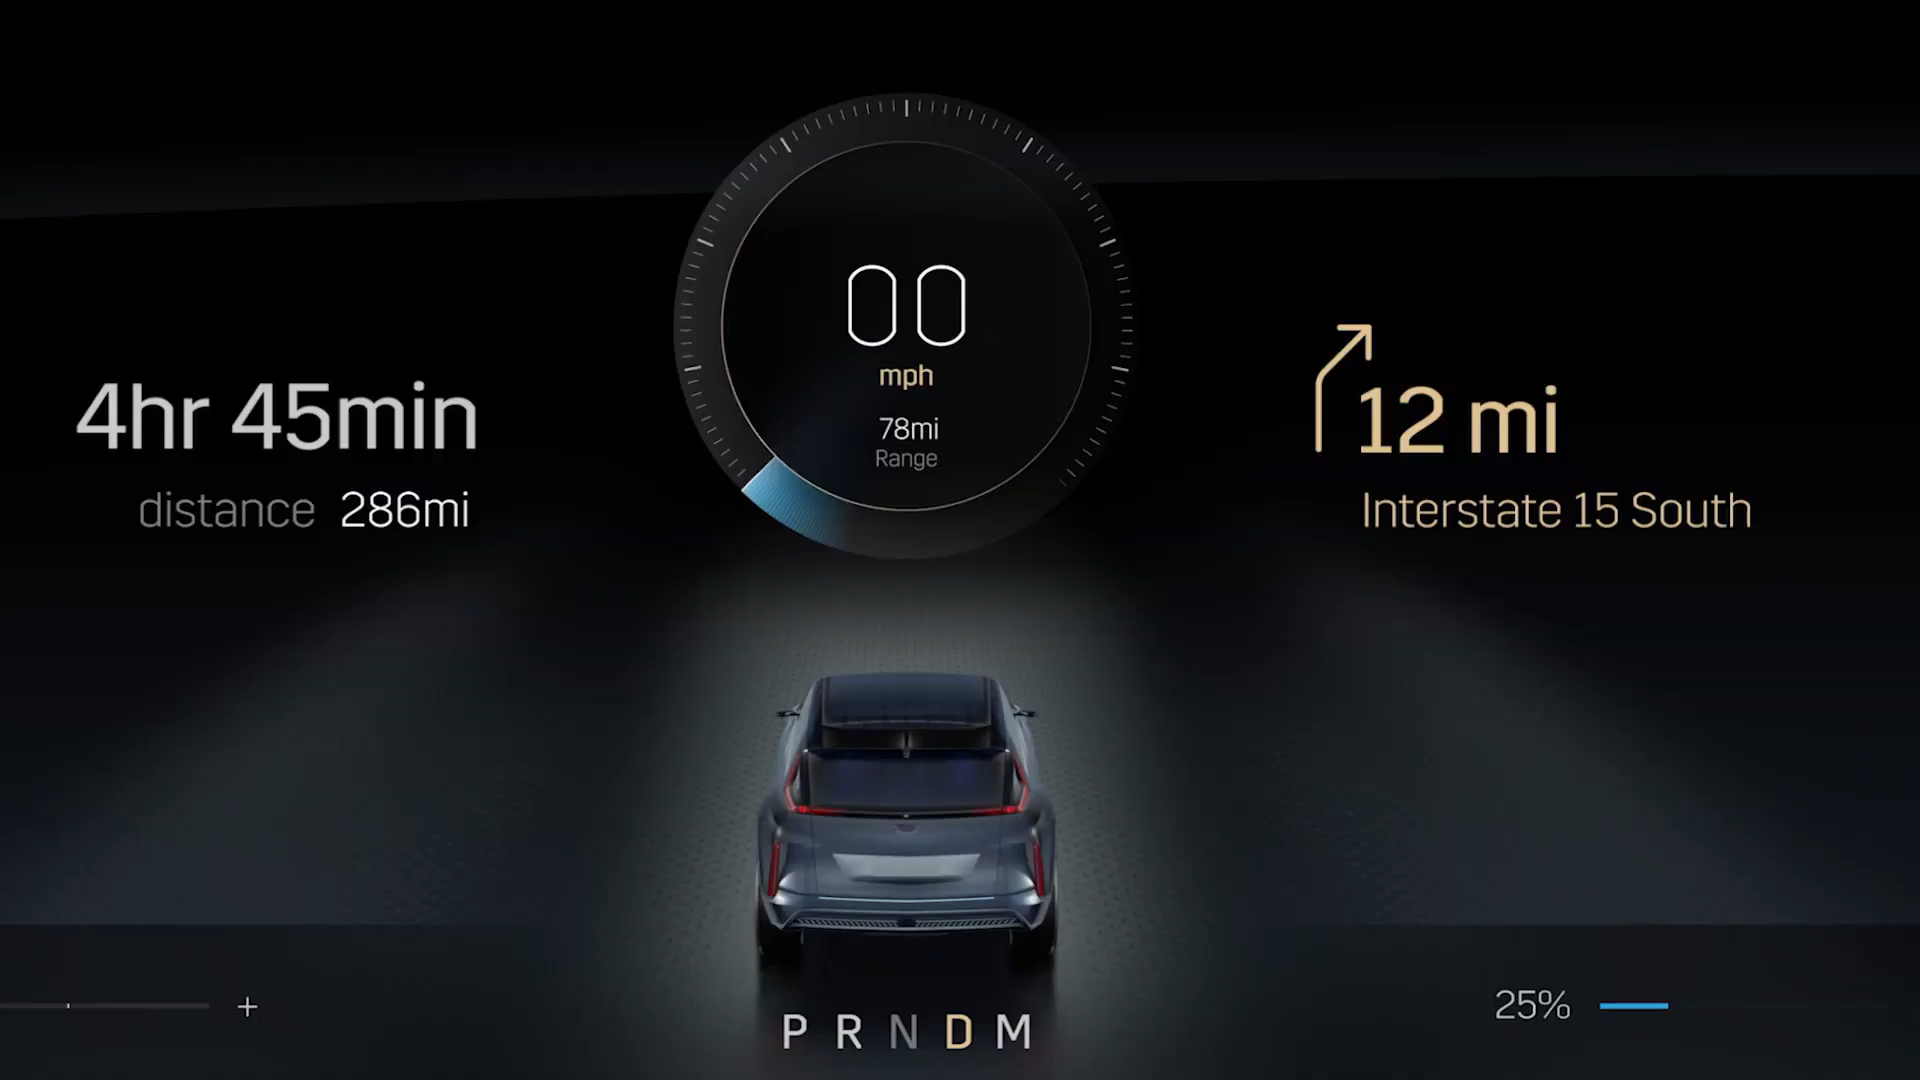 00
mph
78mi
Range
4hr 45min
distance 286mi
12 mi
Interstate 15 South
+
25%
P R N D M